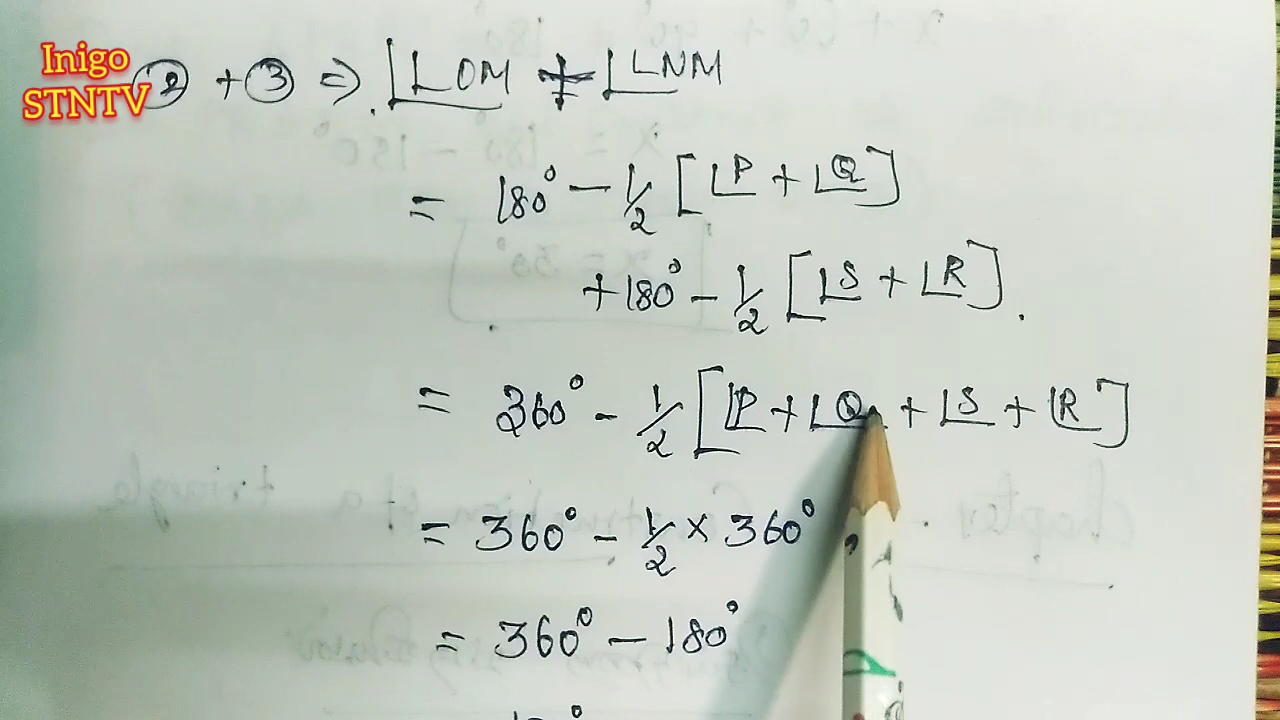 Inigo
STNTV
② + ③ ⇒ ∠LOM + ∠LNM
= 180° - 1/2 [∠P + ∠Q]
+ 180° - 1/2 [∠S + ∠R].
= 360° - 1/2 [∠P + ∠Q + ∠S + ∠R]
= 360° - 1/2 × 360°
= 360° - 180°